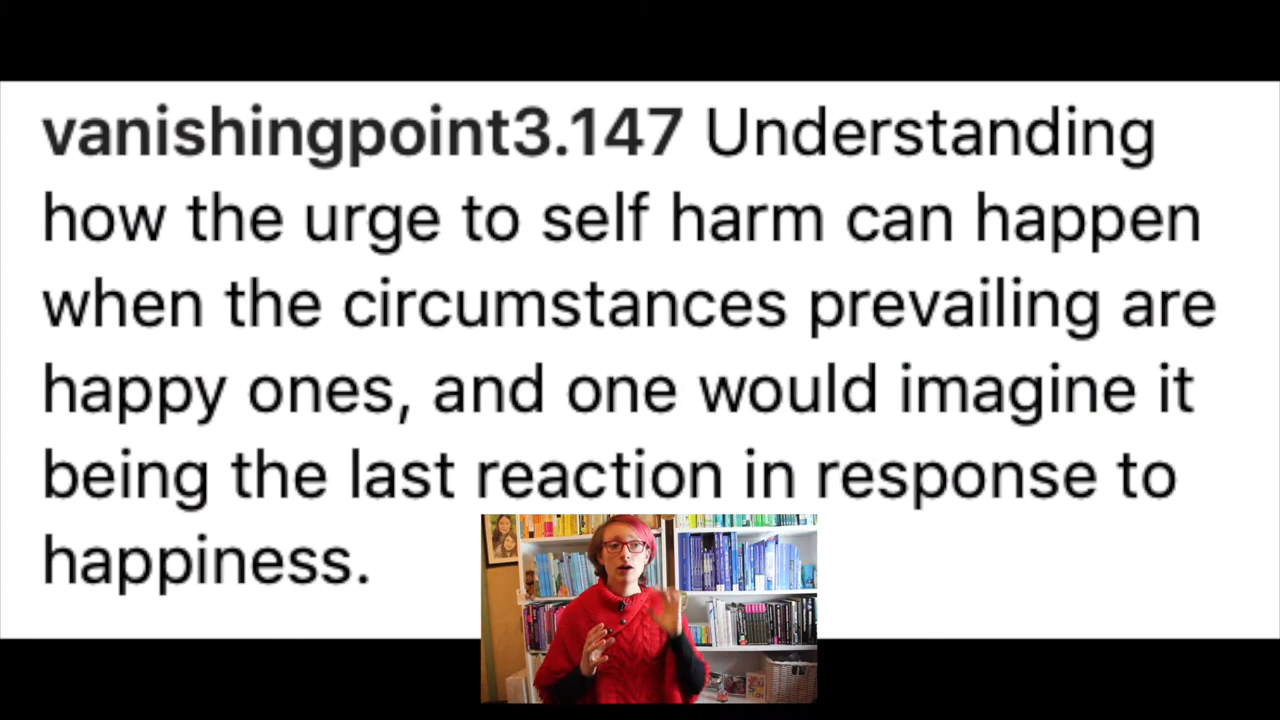 vanishingpoint3.147 Understanding
how the urge to self harm can happen
when the circumstances prevailing are
happy ones, and one would imagine it
being the last reaction in response to
happiness.